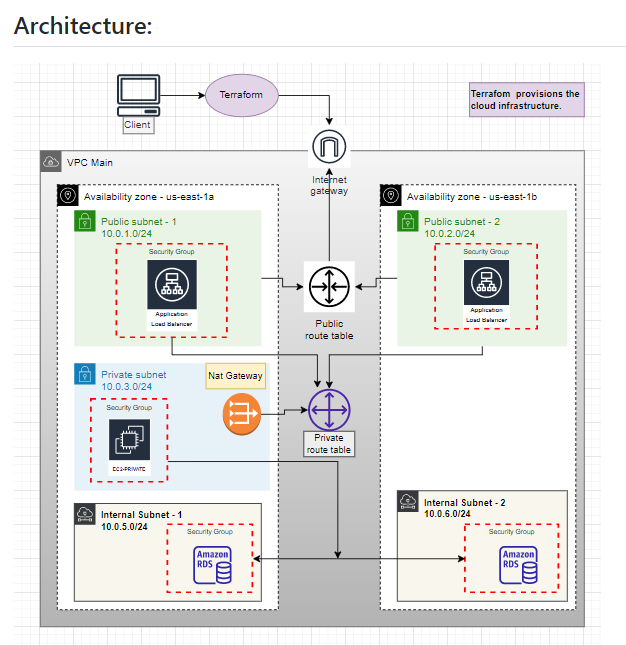 Architecture:
Terraform
Terrafom provisions the
cloud infrastructure.
Client
Internet
gateway
VPC Main
Availability zone - us-east-1a
Availability zone - us-east-1b
Public subnet - 1
10.0.1.0/24
Security Group
Application
Load Balancer
Public subnet - 2
10.0.2.0/24
Security Group
Application
Load Balancer
Public
route table
Private subnet
10.0.3.0/24
Nat Gateway
Security Group
EC2-PRIVATE
Private
route table
Internal Subnet - 1
10.0.5.0/24
Security Group
Amazon
RDS
Internal Subnet - 2
10.0.6.0/24
Security Group
Amazon
RDS